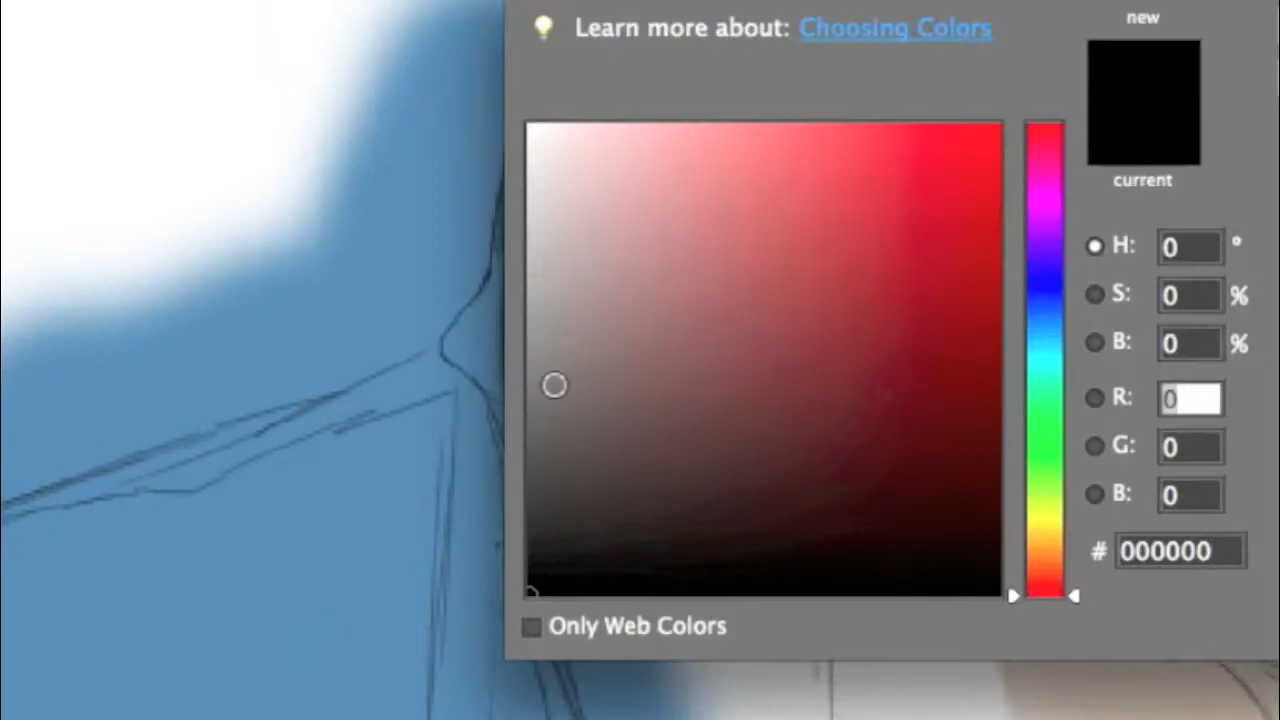 Learn more about: Choosing Colors
new
current
H: 0 °
S: 0 %
B: 0 %
R: 0
G: 0
B: 0
# 000000
Only Web Colors